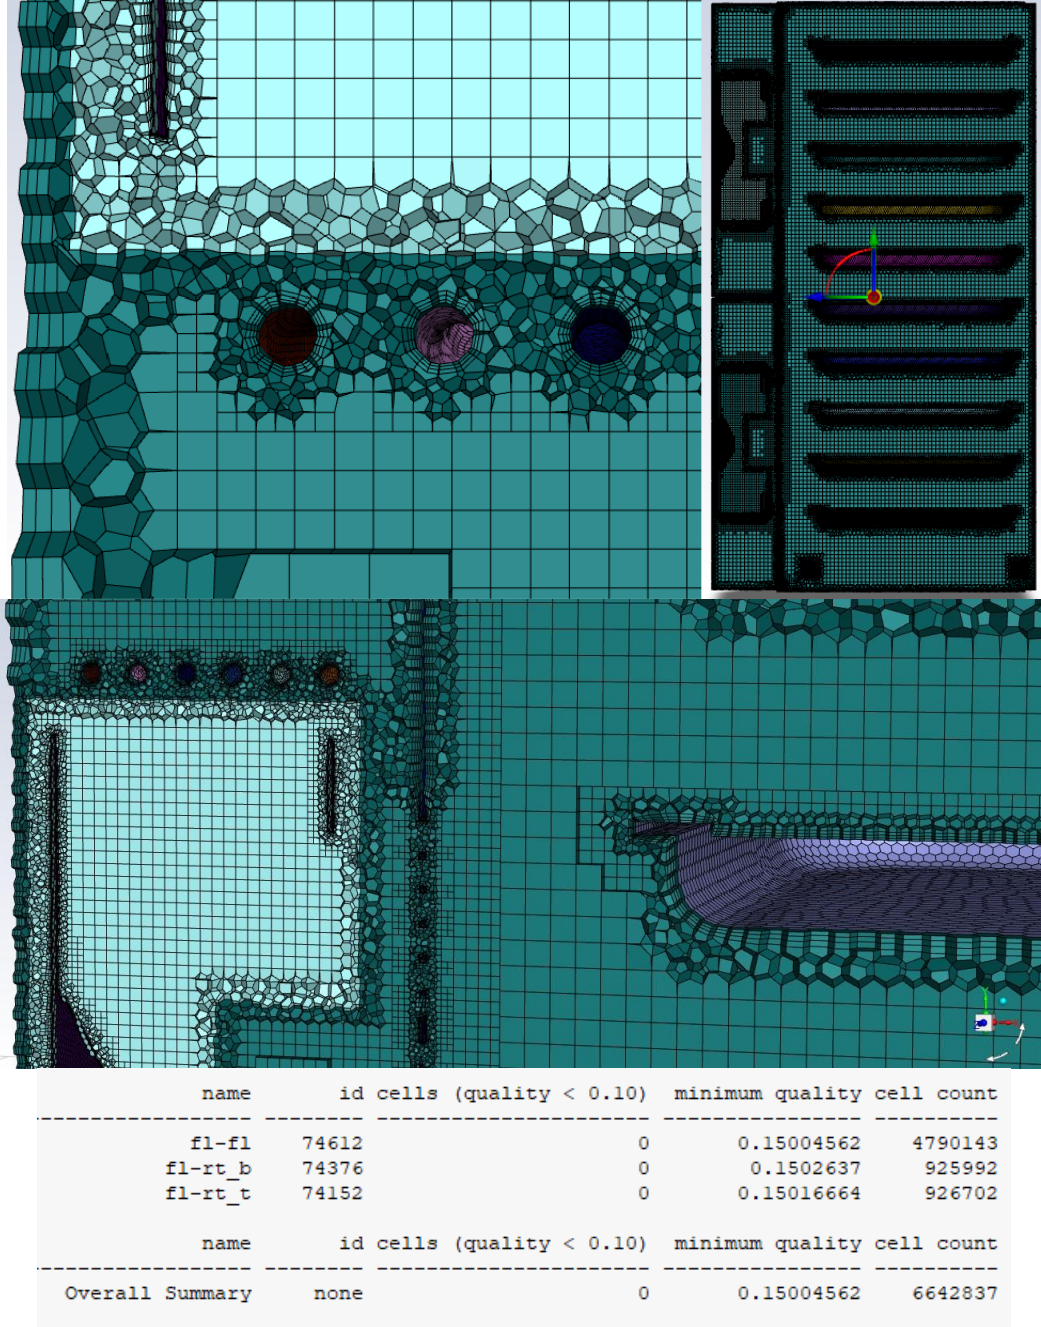 name id cells (quality < 0.10) minimum quality cell count
------------------ -------- --------------------- ---------------- ----------
fl-fl 74612 0 0.15004562 4790143
fl-rt_b 74376 0 0.1502637 925992
fl-rt_t 74152 0 0.15016664 926702
name id cells (quality < 0.10) minimum quality cell count
------------------ -------- --------------------- ---------------- ----------
Overall Summary none 0 0.15004562 6642837